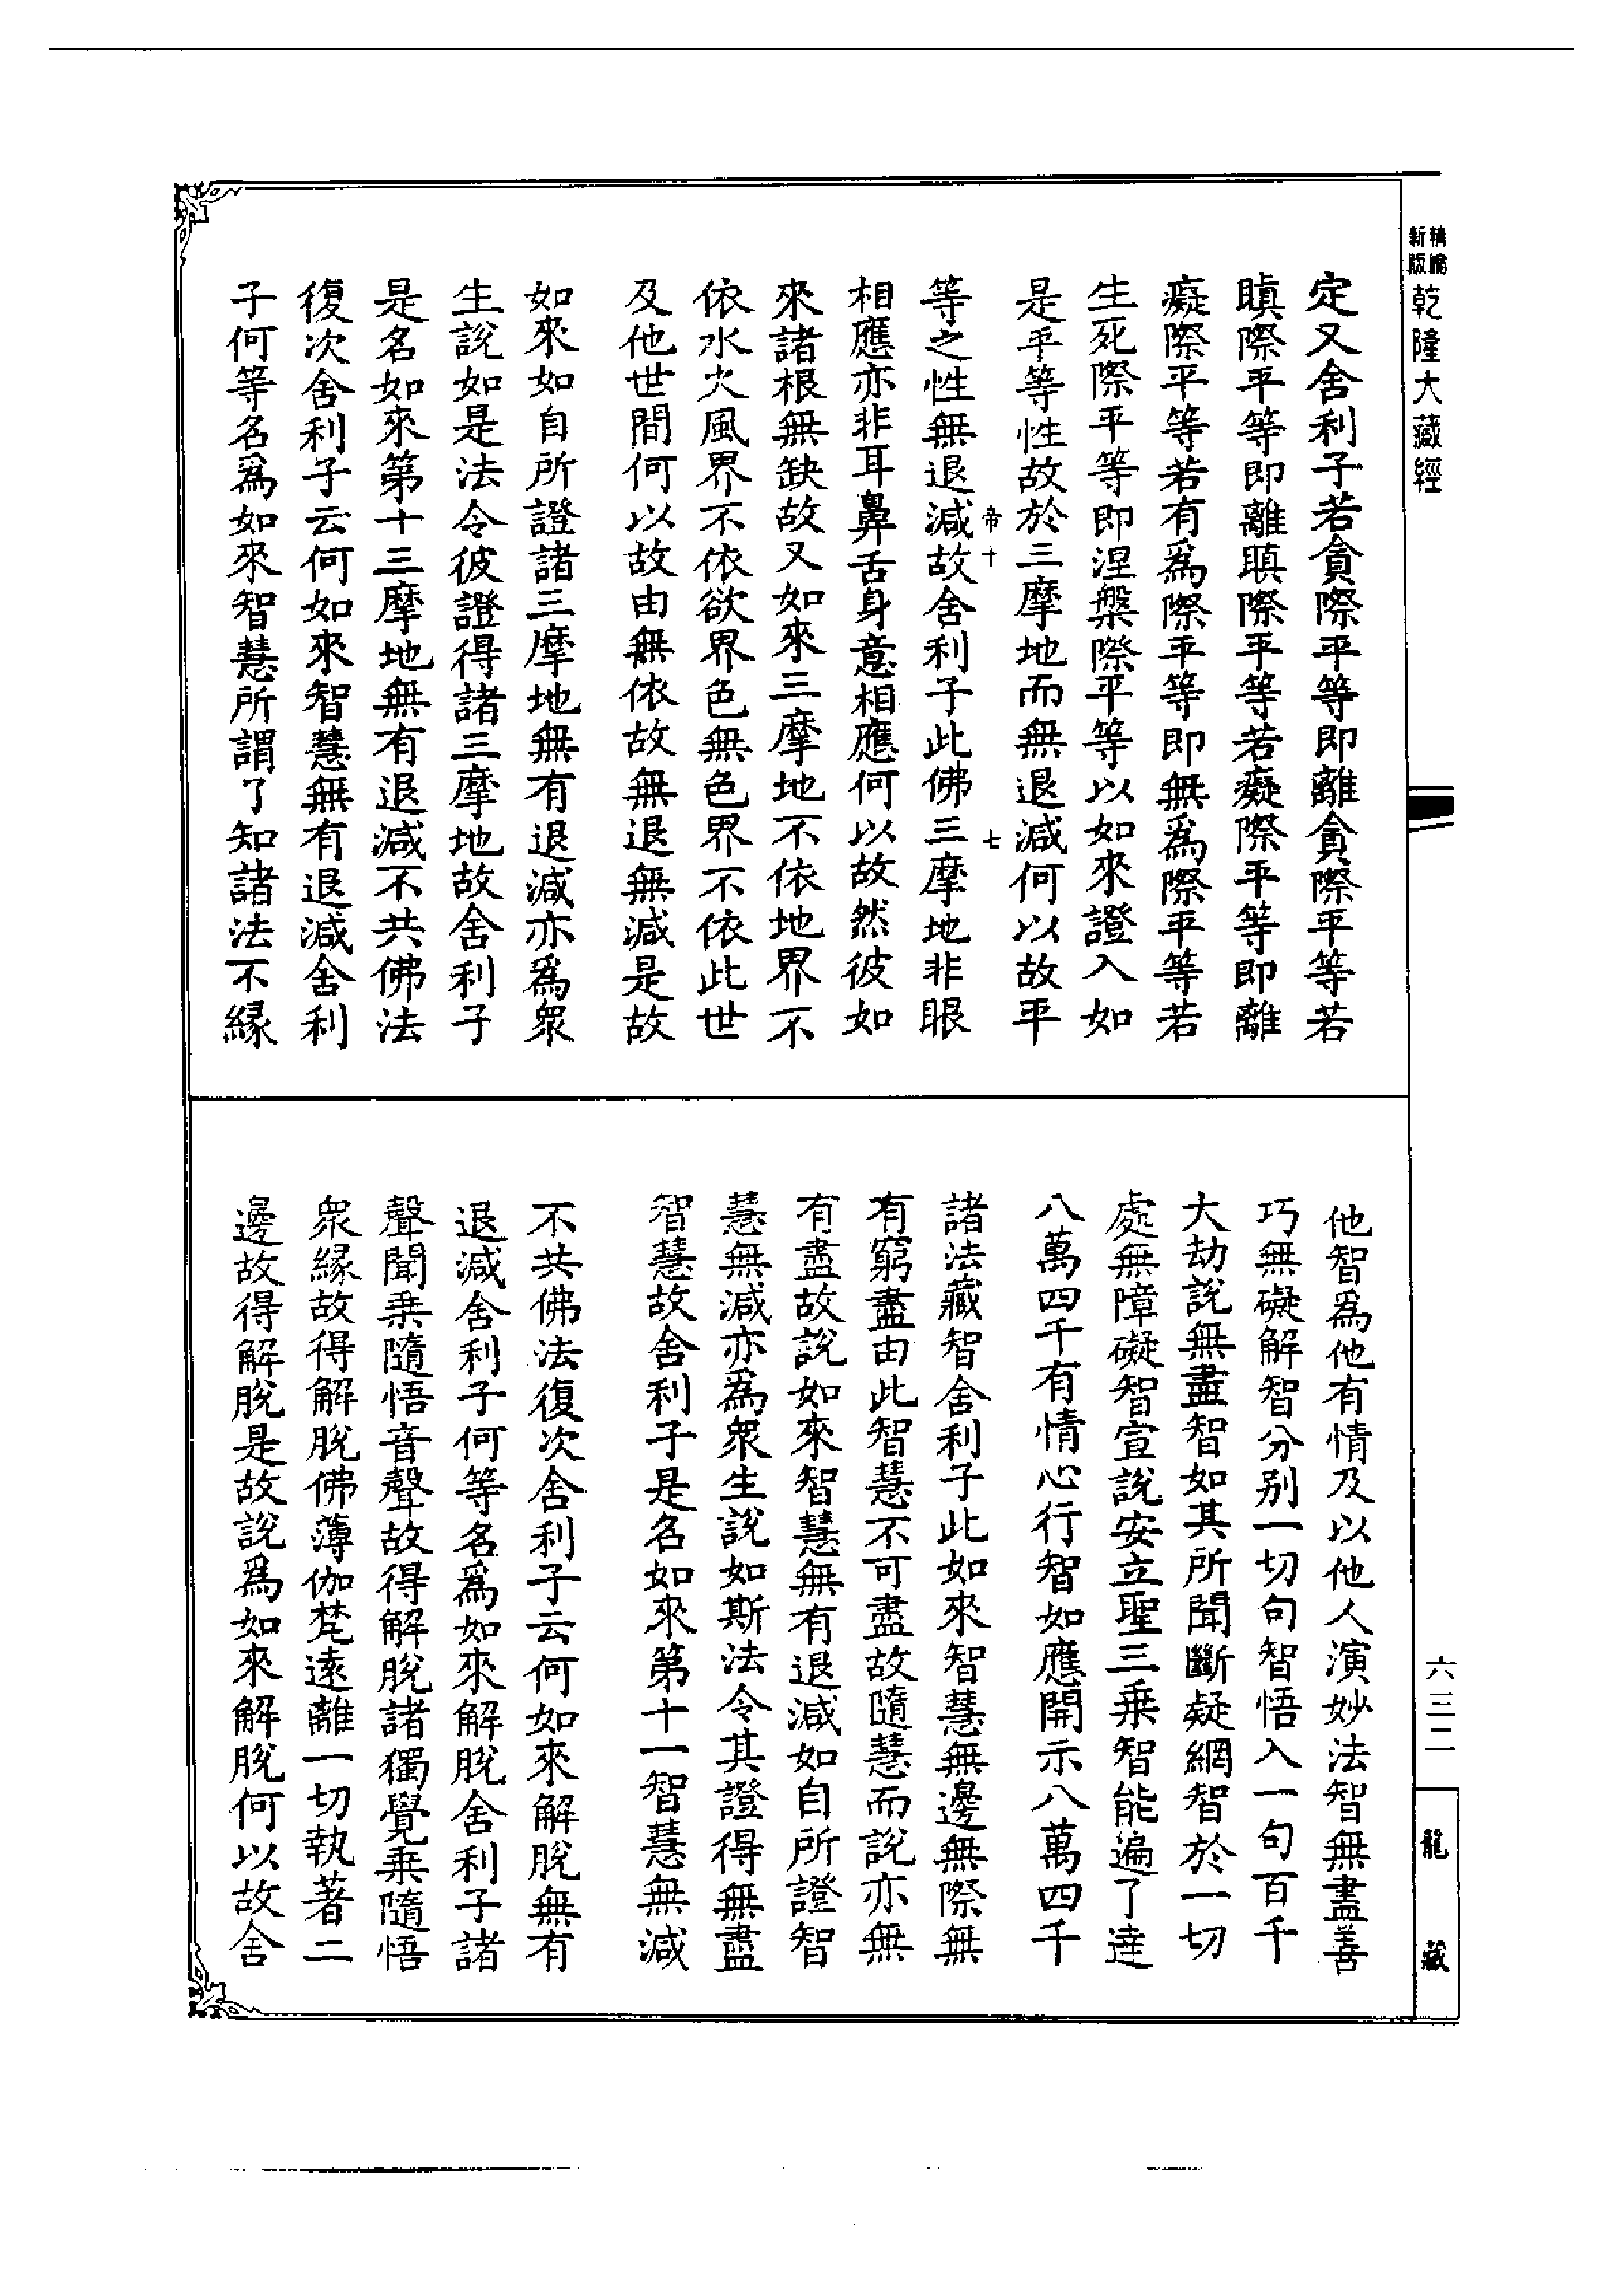 精編
新版
乾隆大藏經
定又舍利子若貪際平等即離貪際平等若
瞋際平等即離瞋際平等若癡際平等即離
癡際平等若有爲際平等即無爲際平等若
生死際平等即涅槃際平等以如來證入如
是平等性故於三摩地而無退減何以故平
帝十 七
等之性無退減故舍利子此佛三摩地非眼
相應亦非耳鼻舌身意相應何以故然彼如
來諸根無缺故又如來三摩地不依地界不
依水火風界不依欲界色無色界不依此世
及他世間何以故由無依故無退無減是故
如來如自所證諸三摩地無有退減亦爲衆
生說如是法令彼證得諸三摩地故舍利子
是名如來第十三摩地無有退減不共佛法
復次舍利子云何如來智慧無有退減舍利
子何等名爲如來智慧所謂了知諸法不緣
他智爲他有情及以他人演妙法智無盡善
巧無礙解智分別一切句智悟入一句百千
大劫說無盡智如其所聞斷疑網智於一切
處無障礙智宣說安立聖三乗智能遍了達
八萬四千有情心行智如應開示八萬四千
諸法藏智舍利子此如來智慧無邊無際無
有窮盡由此智慧不可盡故隨慧而說亦無
有盡故說如來智慧無有退減如自所證智
慧無減亦爲衆生說如斯法令其證得無盡
智慧故舍利子是名如來第十一智慧無減
不共佛法復次舍利子云何如來解脫無有
退減舍利子何等名爲如來解脫舍利子諸
聲聞乗隨悟音聲故得解脫諸獨覺乗隨悟
衆緣故得解脫佛薄伽梵遠離一切執著二
邊故得解脫是故說爲如來解脫何以故舍
六三二
龍藏